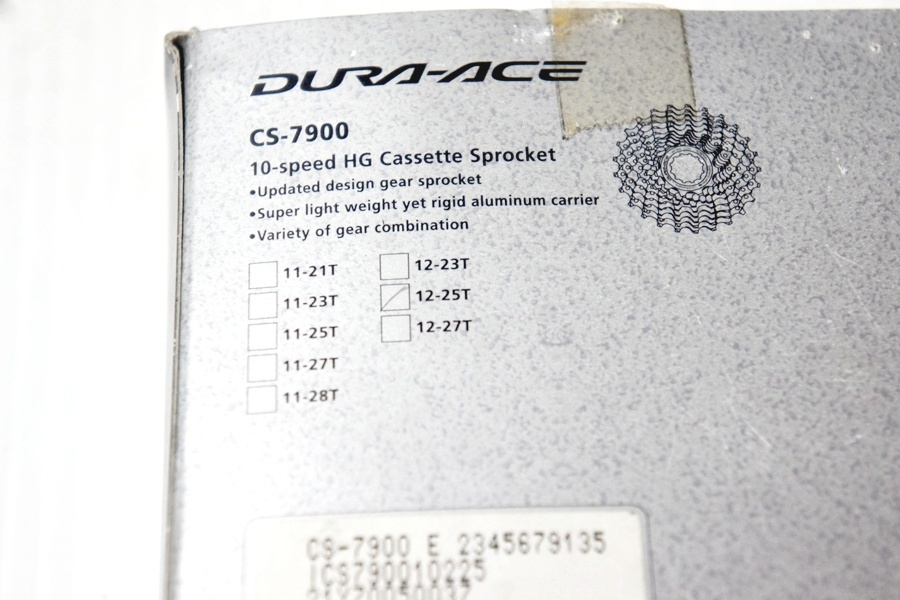 DURA-ACE
CS-7900
10-speed HG Cassette Sprocket
•Updated design gear sprocket
•Super light weight yet rigid aluminum carrier
•Variety of gear combination
11-21T 12-23T
11-23T 12-25T
11-25T 12-27T
11-27T
11-28T
CS-7900 E 2345679135
ICS790010225